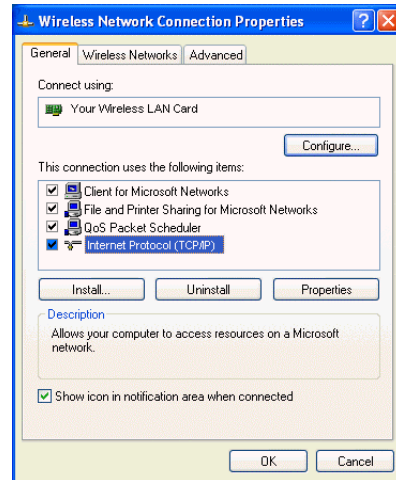 Wireless Network Connection Properties
General Wireless Networks Advanced
Connect using:
Your Wireless LAN Card
Configure...
This connection uses the following items:
Client for Microsoft Networks
File and Printer Sharing for Microsoft Networks
QoS Packet Scheduler
Internet Protocol (TCP/IP)
Install... Uninstall Properties
Description
Allows your computer to access resources on a Microsoft
network.
Show icon in notification area when connected
OK Cancel